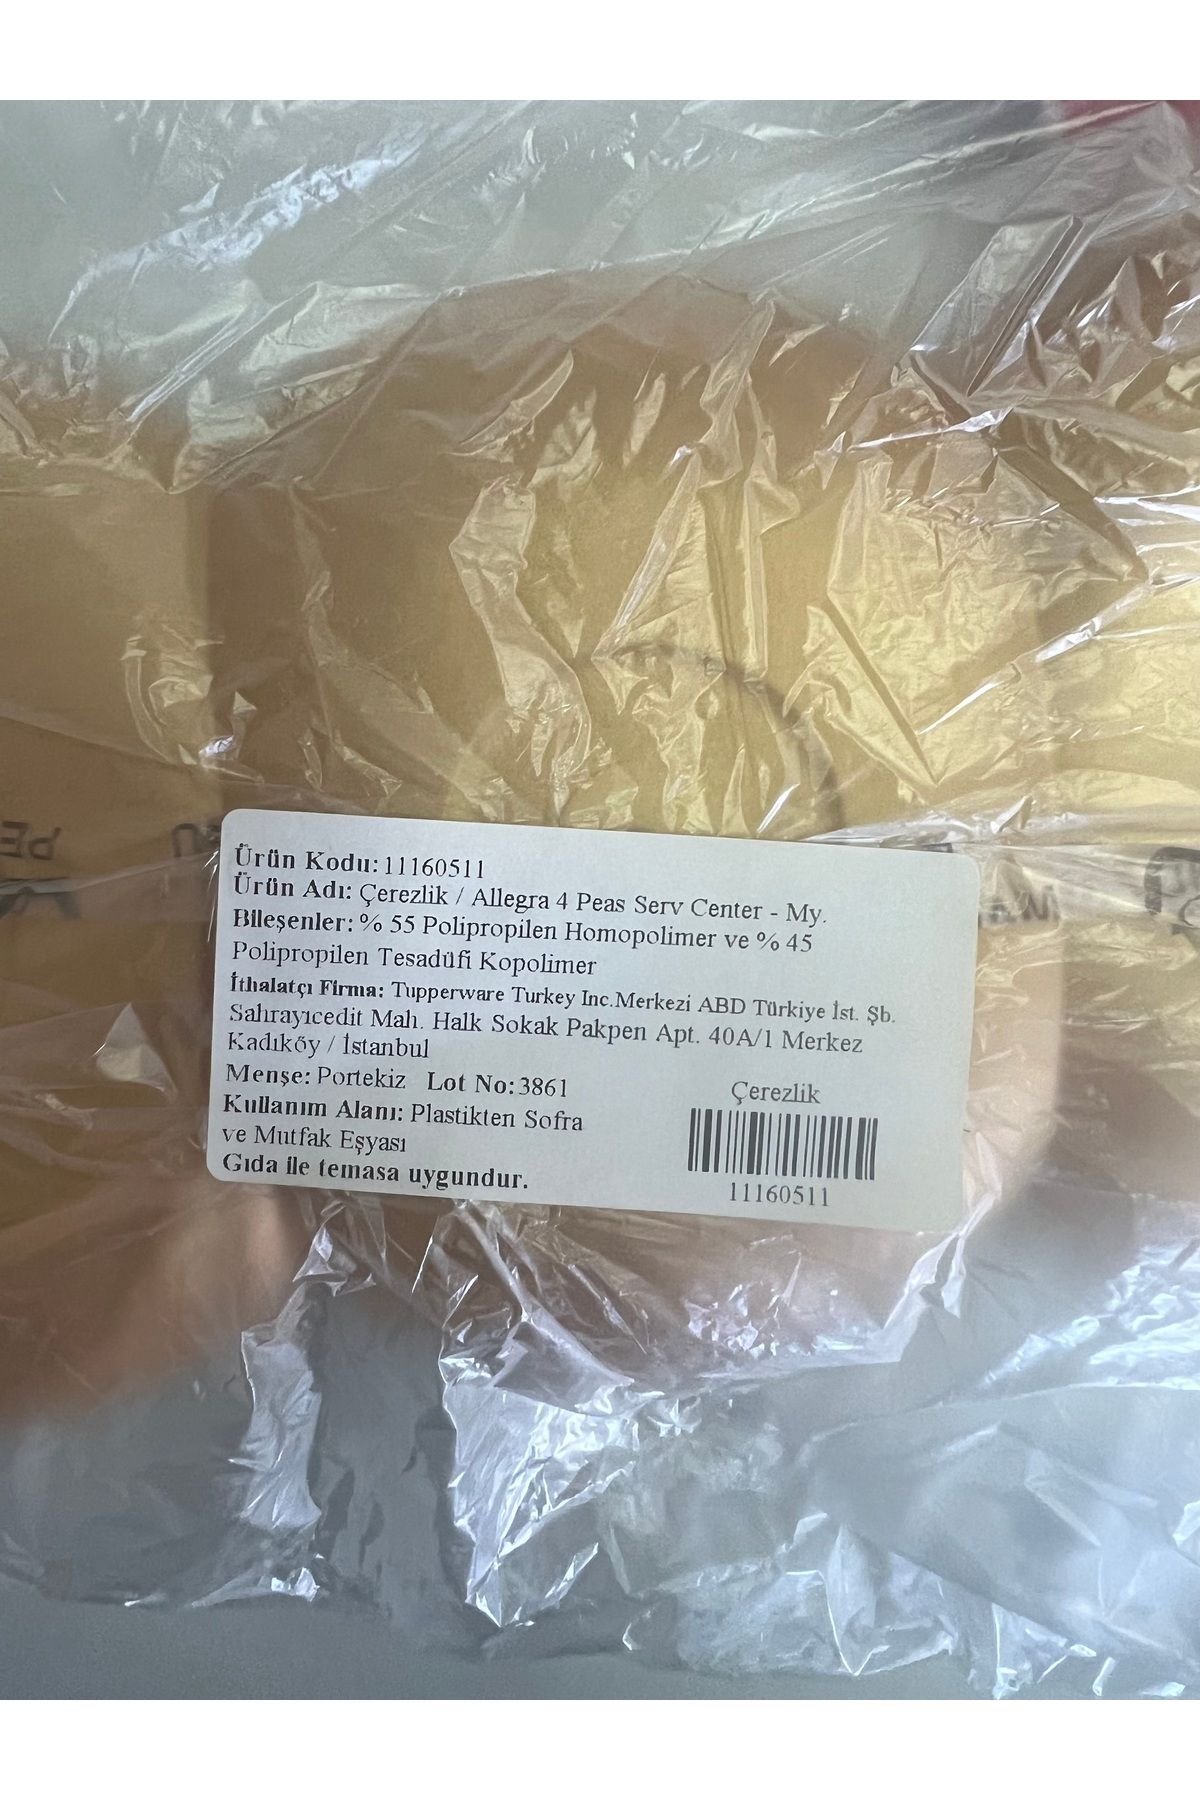 Ürün Kodu: 11160511
Ürün Adı: Çerezlik / Allegra 4 Peas Serv Center - My.
Bileşenler: % 55 Polipropilen Homopolimer ve % 45
Polipropilen Tesadüfi Kopolimer
İthalatçı Firma: Tupperware Turkey Inc.Merkezi ABD Türkiye İst. Şb.
Sahrayıcedit Mah. Halk Sokak Pakpen Apt. 40A/1 Merkez
Kadıköy / İstanbul
Menşe: Portekiz Lot No: 3861
Kullanım Alanı: Plastikten Sofra
ve Mutfak Eşyası
Gıda ile temasa uygundur.
Çerezlik
11160511